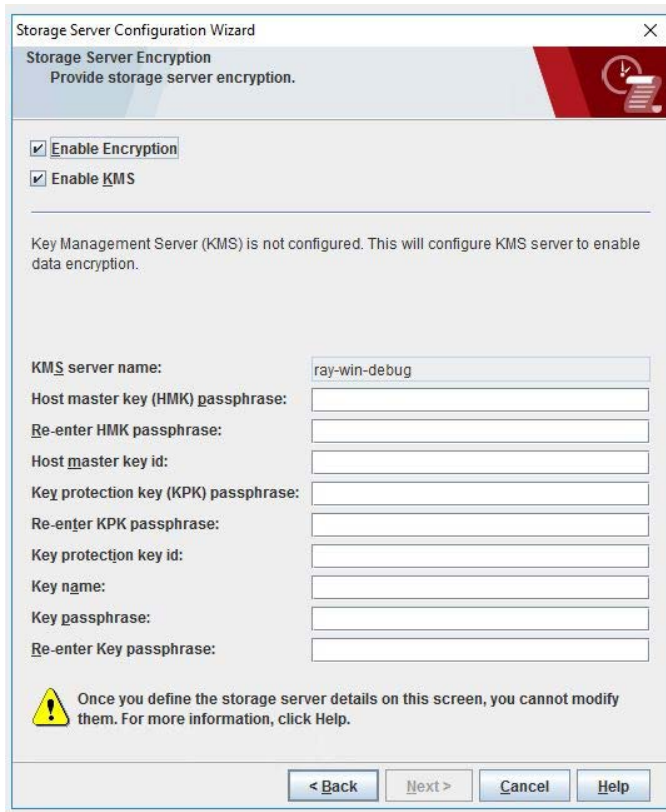 Storage Server Configuration Wizard
Storage Server Encryption
Provide storage server encryption.
Enable Encryption
Enable KMS
Key Management Server (KMS) is not configured. This will configure KMS server to enable
data encryption.
KMS server name: ray-win-debug
Host master key (HMK) passphrase:
Re-enter HMK passphrase:
Host master key id:
Key protection key (KPK) passphrase:
Re-enter KPK passphrase:
Key protection key id:
Key name:
Key passphrase:
Re-enter Key passphrase:
Once you define the storage server details on this screen, you cannot modify
them. For more information, click Help.
< Back Next > Cancel Help